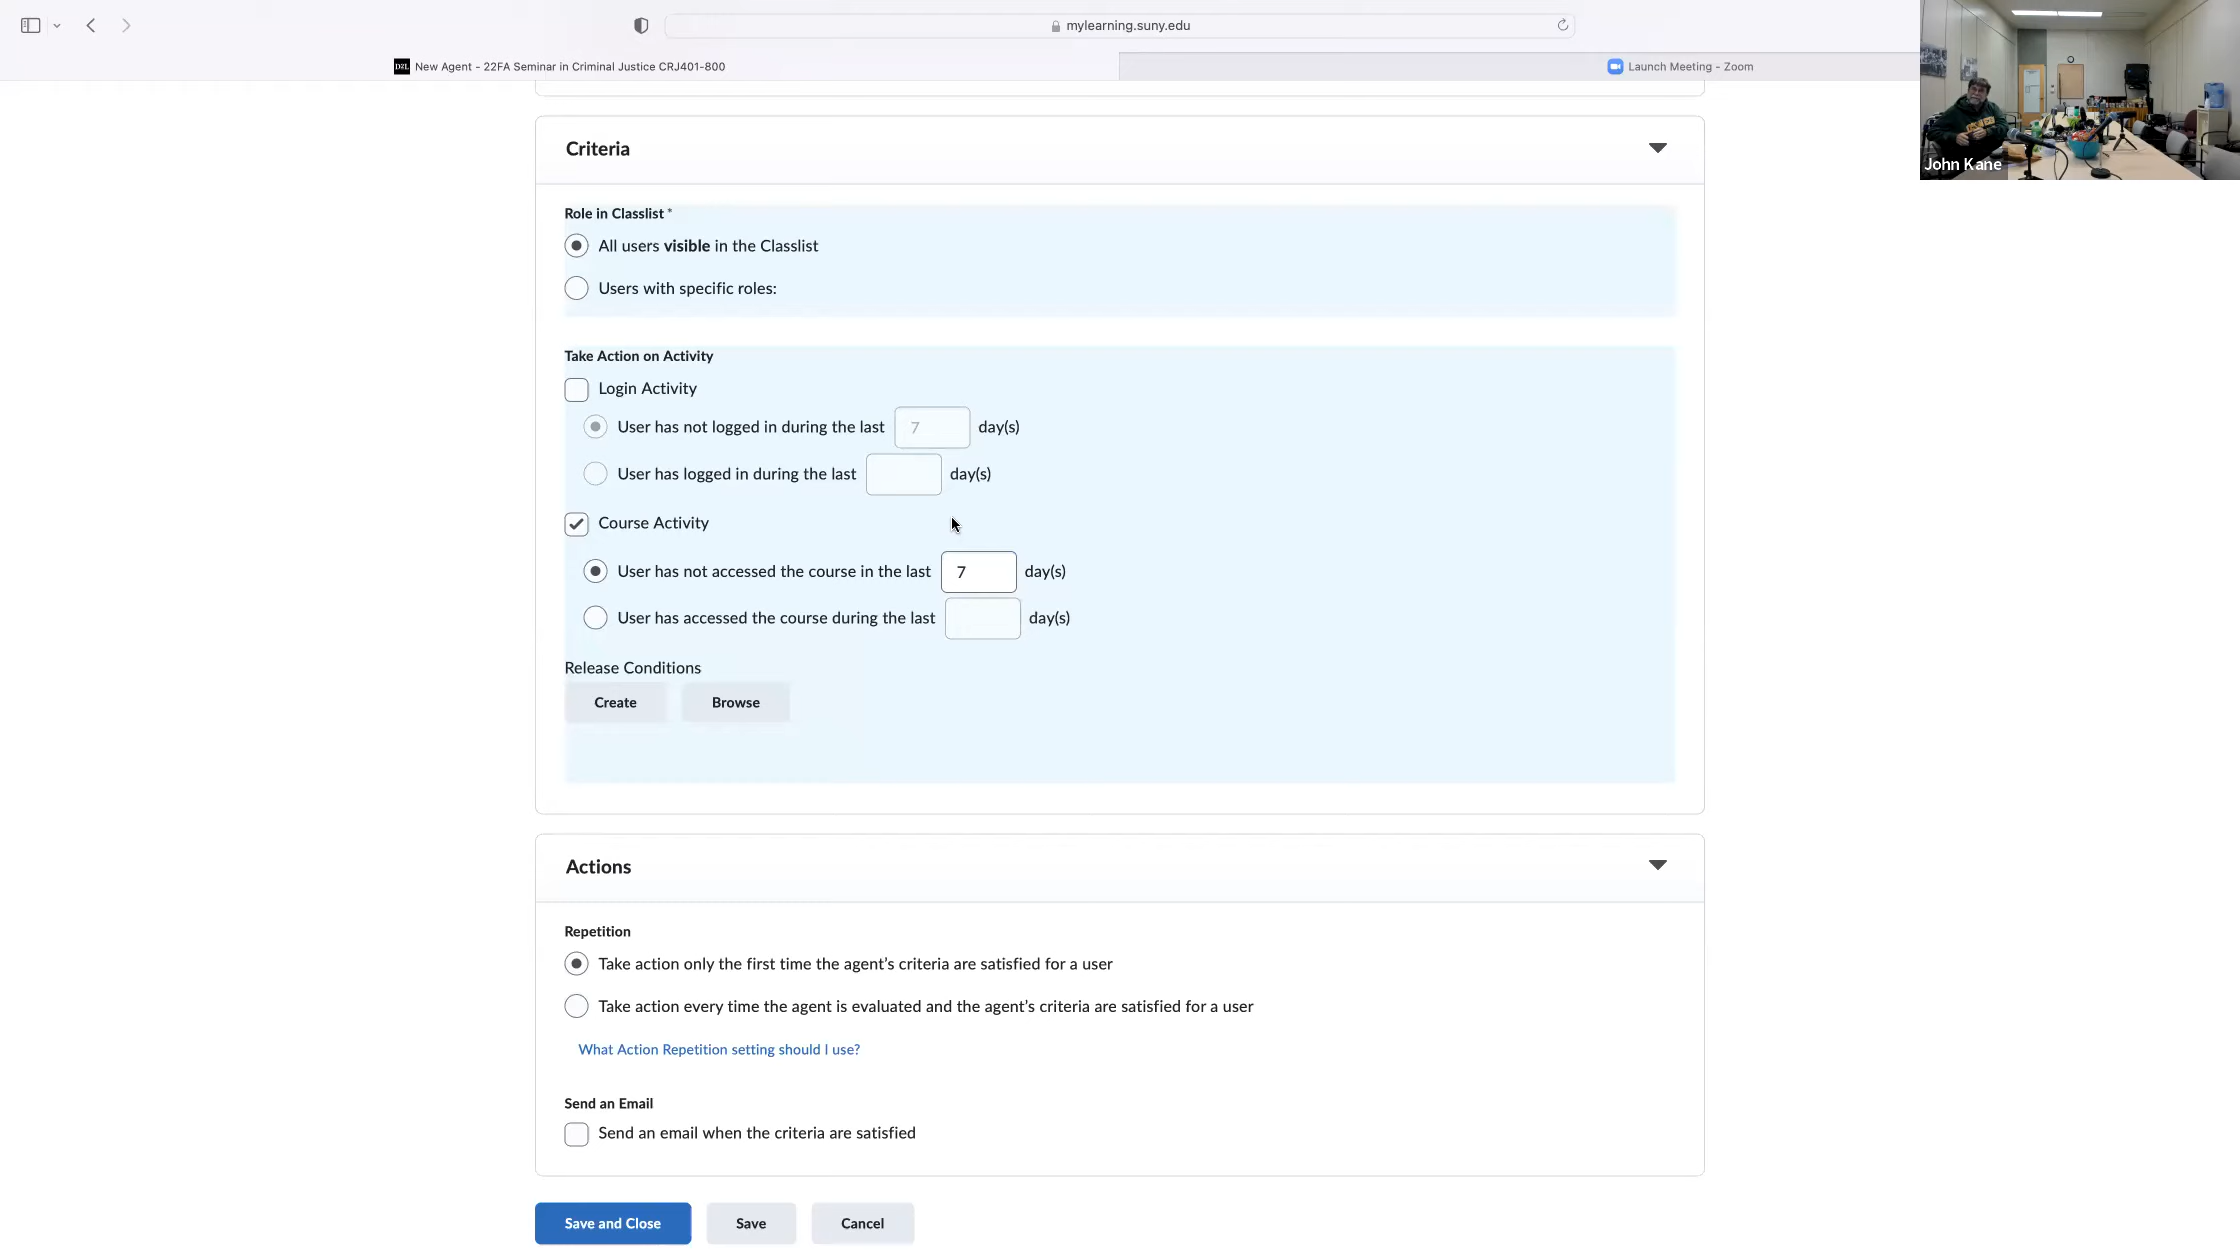 mylearning.suny.edu
D2L New Agent - 22FA Seminar in Criminal Justice CRJ401-800
Launch Meeting - Zoom
John Kane
Criteria
Role in Classlist *
All users visible in the Classlist
Users with specific roles:
Take Action on Activity
Login Activity
User has not logged in during the last 7 day(s)
User has logged in during the last day(s)
Course Activity
User has not accessed the course in the last 7 day(s)
User has accessed the course during the last day(s)
Release Conditions
Create Browse
Actions
Repetition
Take action only the first time the agent’s criteria are satisfied for a user
Take action every time the agent is evaluated and the agent’s criteria are satisfied for a user
What Action Repetition setting should I use?
Send an Email
Send an email when the criteria are satisfied
Save and Close Save Cancel